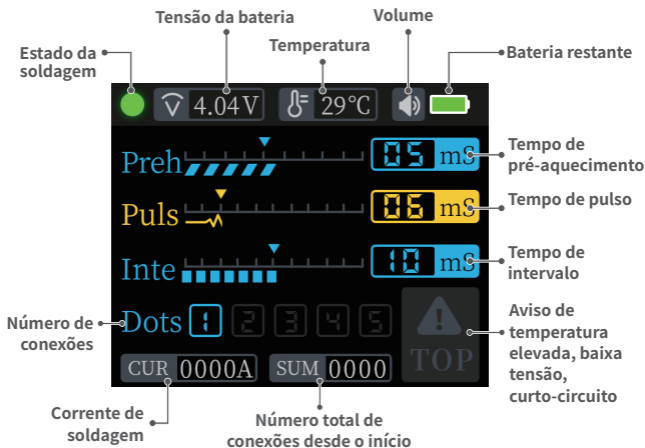 Tensão da bateria
Volume
Temperatura
Estado da
soldagem
Bateria restante
4.04V
29°C
Preh
05 mS
Tempo de
pré-aquecimento
Puls
06 mS
Tempo de pulso
Inte
10 mS
Tempo de
intervalo
Número de
conexões
Dots
1 2 3 4 5
TOP
Aviso de
temperatura
elevada, baixa
tensão,
curto-circuito
CUR 0000A
SUM 0000
Corrente de
soldagem
Número total de
conexões desde o início